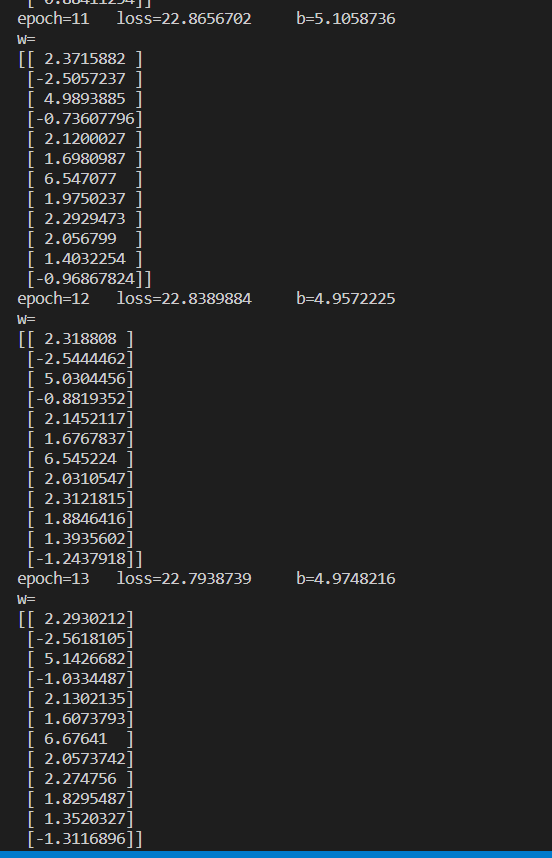 [ 0.88411254]]
epoch=11   loss=22.8656702     b=5.1058736
w=
[[ 2.3715882 ]
 [-2.5057237 ]
 [ 4.9893885 ]
 [-0.73607796]
 [ 2.1200027 ]
 [ 1.6980987 ]
 [ 6.547077  ]
 [ 1.9750237 ]
 [ 2.2929473 ]
 [ 2.056799  ]
 [ 1.4032254 ]
 [-0.96867824]]
epoch=12   loss=22.8389884     b=4.9572225
w=
[[ 2.318808 ]
 [-2.5444462]
 [ 5.0304456]
 [-0.8819352]
 [ 2.1452117]
 [ 1.6767837]
 [ 6.545224 ]
 [ 2.0310547]
 [ 2.3121815]
 [ 1.8846416]
 [ 1.3935602]
 [-1.2437918]]
epoch=13   loss=22.7938739     b=4.9748216
w=
[[ 2.2930212]
 [-2.5618105]
 [ 5.1426682]
 [-1.0334487]
 [ 2.1302135]
 [ 1.6073793]
 [ 6.67641  ]
 [ 2.0573742]
 [ 2.274756 ]
 [ 1.8295487]
 [ 1.3520327]
 [-1.3116896]]